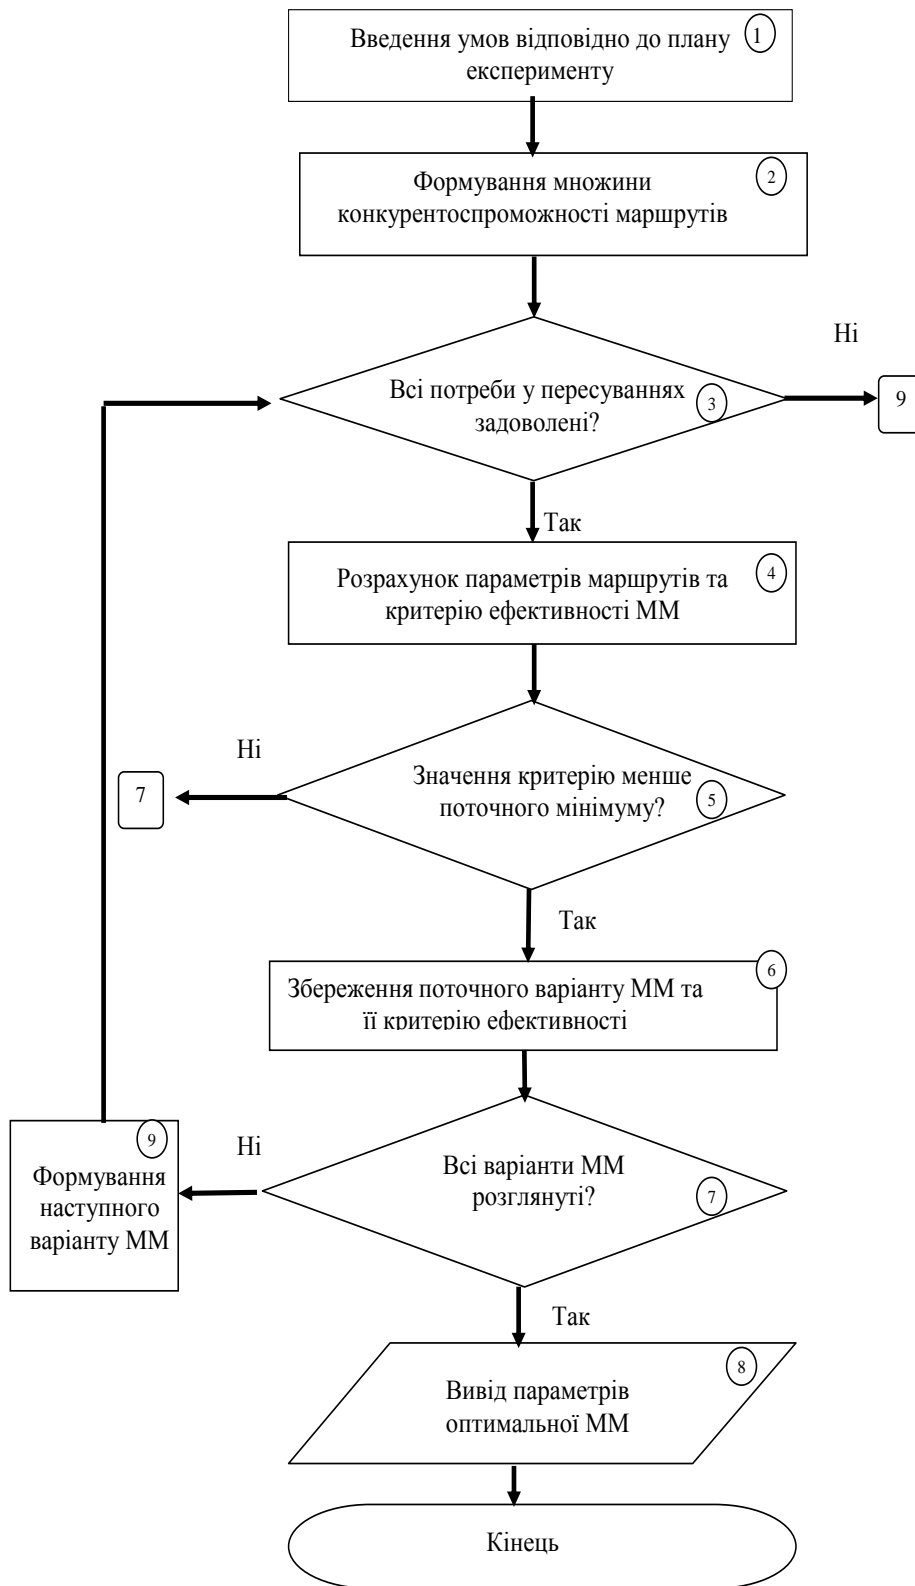 Введення умов відповідно до плану
експерименту
1
Формування множини
конкурентоспроможності маршрутів
2
Ні
Всі потреби у пересуваннях
задоволені?
3
9
Так
Розрахунок параметрів маршрутів та
критерію ефективності ММ
4
Ні
Значення критерію менше
поточного мінімуму?
5
7
Так
Збереження поточного варіанту ММ та
її критерію ефективності
6
Ні
Всі варіанти ММ
розглянуті?
7
9
Формування
наступного
варіанту ММ
Так
Вивід параметрів
оптимальної ММ
8
Кінець